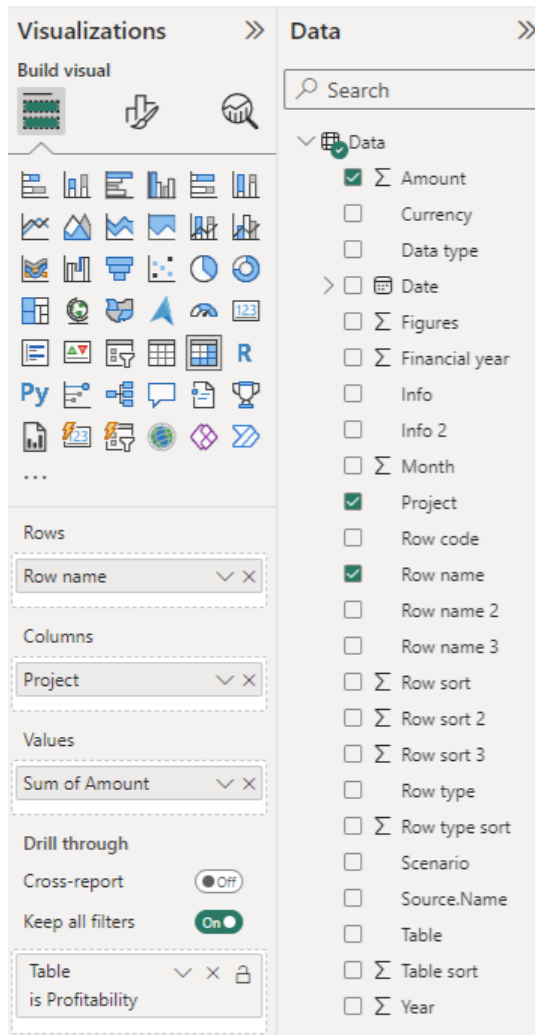 Visualizations
Build visual
123
R
Py
123
...
Rows
Row name
Columns
Project
Values
Sum of Amount
Drill through
Cross-report
Off
Keep all filters
On
Table
is Profitability
Data
Search
Data
Σ Amount
Currency
Data type
Date
Σ Figures
Σ Financial year
Info
Info 2
Σ Month
Project
Row code
Row name
Row name 2
Row name 3
Σ Row sort
Σ Row sort 2
Σ Row sort 3
Row type
Σ Row type sort
Scenario
Source.Name
Table
Σ Table sort
Σ Year